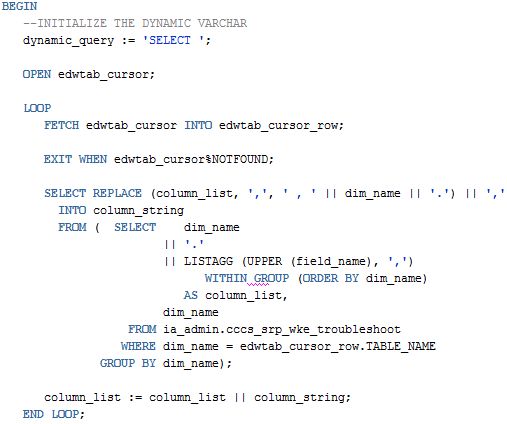 BEGIN
--INITIALIZE THE DYNAMIC VARCHAR
dynamic_query := 'SELECT ';
OPEN edwtab_cursor;
LOOP
FETCH edwtab_cursor INTO edwtab_cursor_row;
EXIT WHEN edwtab_cursor%NOTFOUND;
SELECT REPLACE (column_list, ',', ' , ' || dim_name || '.') || ','
INTO column_string
FROM ( SELECT dim_name
|| '.'
|| LISTAGG (UPPER (field_name), ',')
WITHIN GROUP (ORDER BY dim_name)
AS column_list,
dim_name
FROM ia_admin.cccs_srp_wke_troubleshoot
WHERE dim_name = edwtab_cursor_row.TABLE_NAME
GROUP BY dim_name);
column_list := column_list || column_string;
END LOOP;